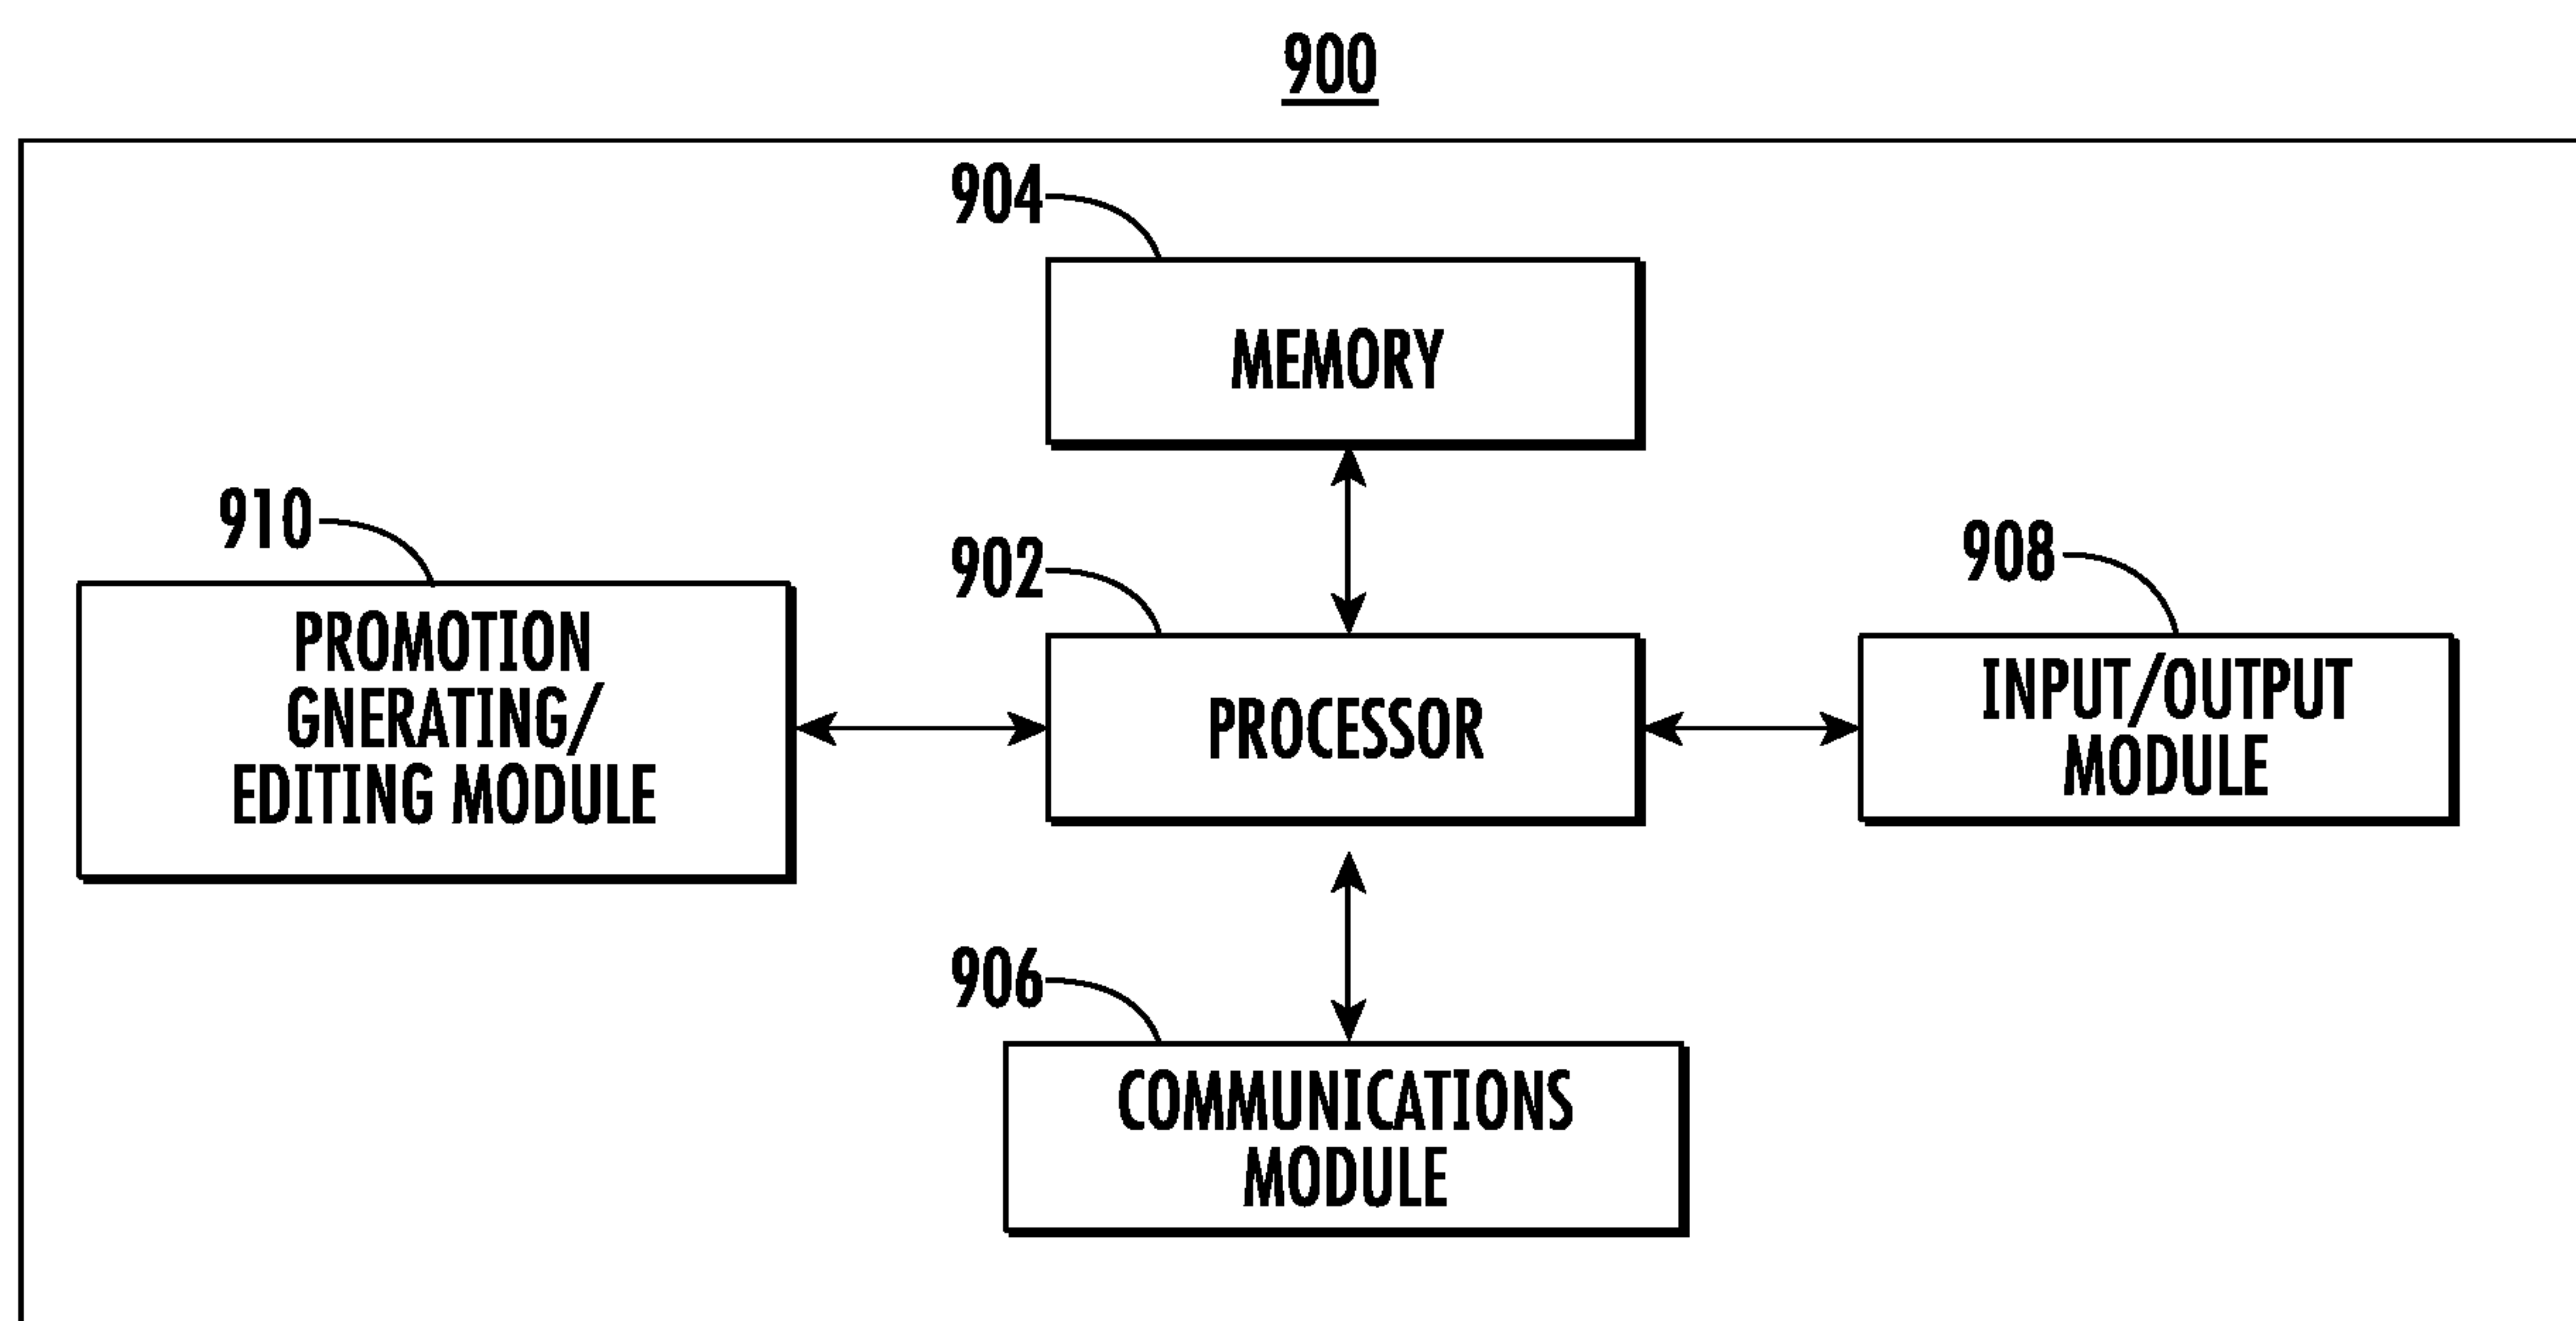 900
904
MEMORY
910
902
908
PROMOTION
GNERATING/
EDITING MODULE
PROCESSOR
INPUT/OUTPUT
MODULE
906
COMMUNICATIONS
MODULE